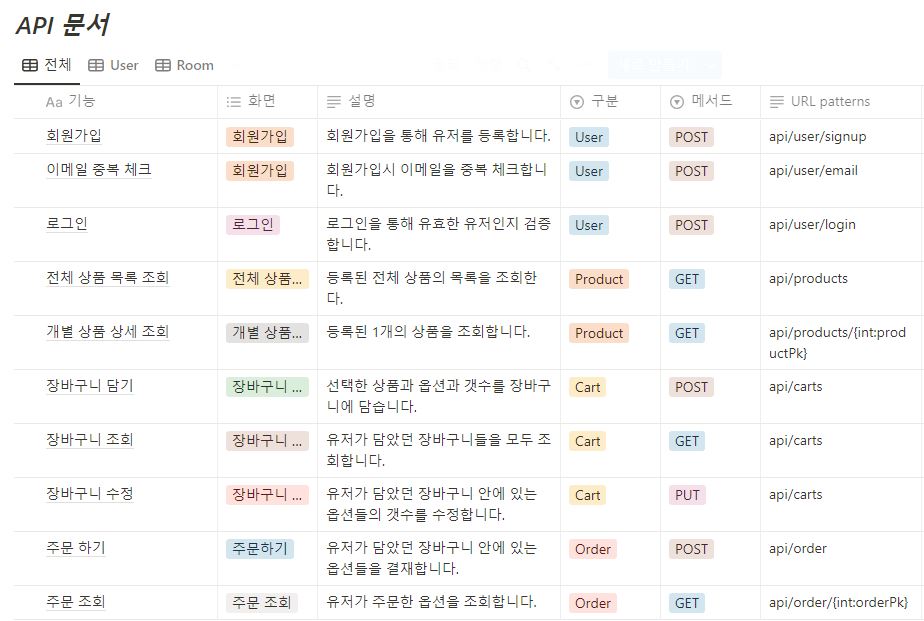 API 문서
전체 User Room
Aa 기능 화면 설명 구분 메서드 URL patterns
회원가입 회원가입 회원가입을 통해 유저를 등록합니다. User POST api/user/signup
이메일 중복 체크 회원가입 회원가입시 이메일을 중복 체크합니 User POST api/user/email
다.
로그인 로그인 로그인을 통해 유효한 유저인지 검증 User POST api/user/login
합니다.
전체 상품 목록 조회 전체 상품... 등록된 전체 상품의 목록을 조회한 Product GET api/products
다.
개별 상품 상세 조회 개별 상품... 등록된 1개의 상품을 조회합니다. Product GET api/products/{int:prod
uctPk}
장바구니 담기 장바구니 ... 선택한 상품과 옵션과 갯수를 장바구 Cart POST api/carts
니에 담습니다.
장바구니 조회 장바구니 ... 유저가 담았던 장바구니들을 모두 조 Cart GET api/carts
회합니다.
장바구니 수정 장바구니 ... 유저가 담았던 장바구니 안에 있는 Cart PUT api/carts
옵션들의 갯수를 수정합니다.
주문 하기 주문하기 유저가 담았던 장바구니 안에 있는 Order POST api/order
옵션들을 결재합니다.
주문 조회 주문 조회 유저가 주문한 옵션을 조회합니다. Order GET api/order/{int:orderPk}